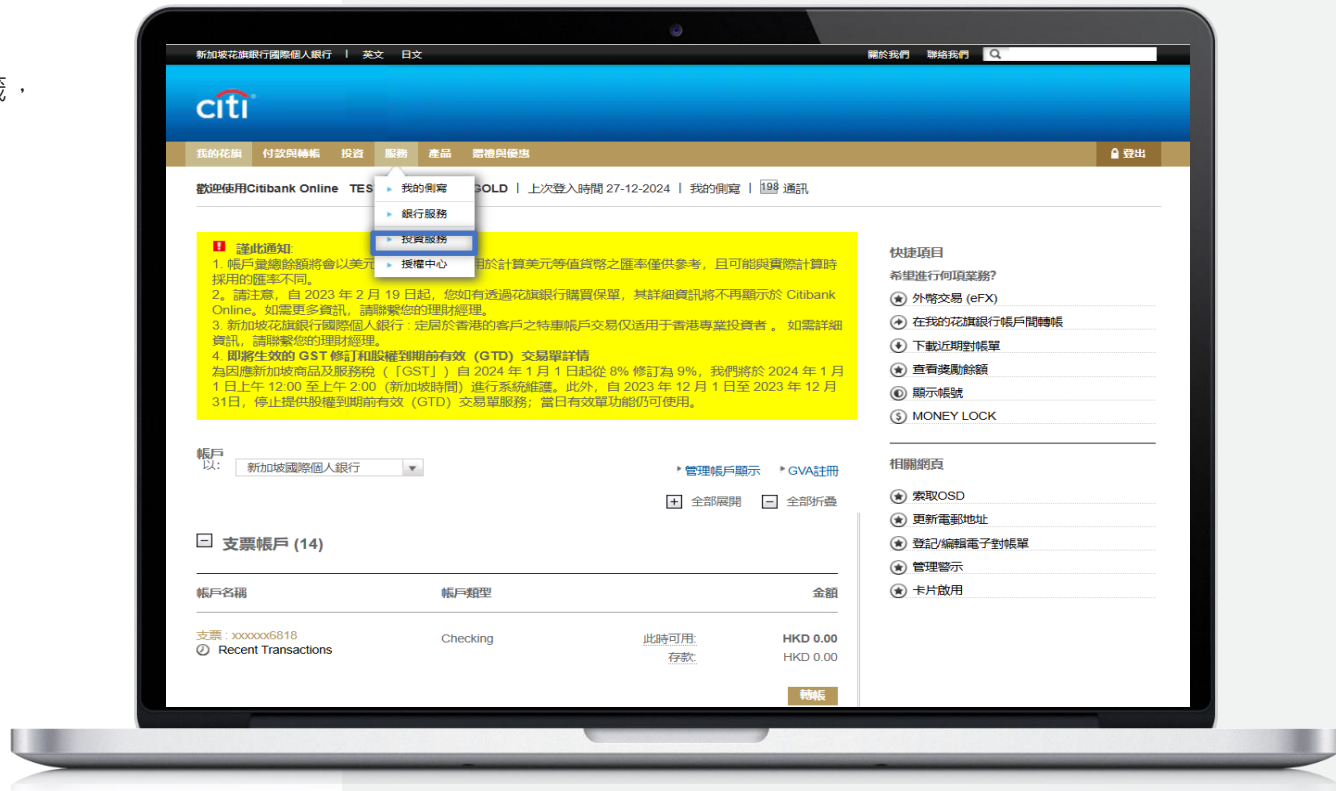 ，
新加坡花旗銀行國際個人銀行 | 英文 日文
關於我們 聯絡我們
citi
我的花旗 付款與轉帳 投資 服務 產品 贈禮與優惠
登出
歡迎使用Citibank Online TES GOLD | 上次登入時間 27-12-2024 | 我的側寫 | 198 通訊
我的側寫
銀行服務
投資服務
授權中心
謹此通知:
1. 帳戶彙總餘額將會以美元 用於計算美元等值貨幣之匯率僅供參考，且可能與實際計算時
採用的匯率不同。
2。請注意，自 2023 年 2 月 19 日起，您如有透過花旗銀行購買保單，其詳細資訊將不再顯示於 Citibank
Online。如需更多資訊，請聯繫您的理財經理。
3. 新加坡花旗銀行國際個人銀行 : 定居於香港的客戶之特惠帳戶交易仅适用于香港專業投資者 。 如需詳細
資訊，請聯繫您的理財經理。
4. 即將生效的 GST 修訂和股權到期前有效（GTD）交易單詳情
為因應新加坡商品及服務稅（「GST」）自 2024 年 1 月 1 日起從 8% 修訂為 9%，我們將於 2024 年 1 月
1 日上午 12:00 至上午 2:00（新加坡時間）進行系統維護。此外，自 2023 年 12 月 1 日至 2023 年 12 月
31日，停止提供股權到期前有效（GTD）交易單服務；當日有效單功能仍可使用。
快捷項目
希望進行何項業務?
外幣交易 (eFX)
在我的花旗銀行帳戶間轉帳
下載近期對帳單
查看獎勵餘額
顯示帳號
MONEY LOCK
帳戶
以: 新加坡國際個人銀行
管理帳戶顯示 GVA註冊
全部展開 全部折疊
相關網頁
索取OSD
更新電郵地址
登記/編輯電子對帳單
管理警示
卡片啟用
支票帳戶 (14)
帳戶名稱 帳戶類型 金額
支票 : xxxxxx6818 Checking 此時可用: HKD 0.00
Recent Transactions 存款: HKD 0.00
轉帳